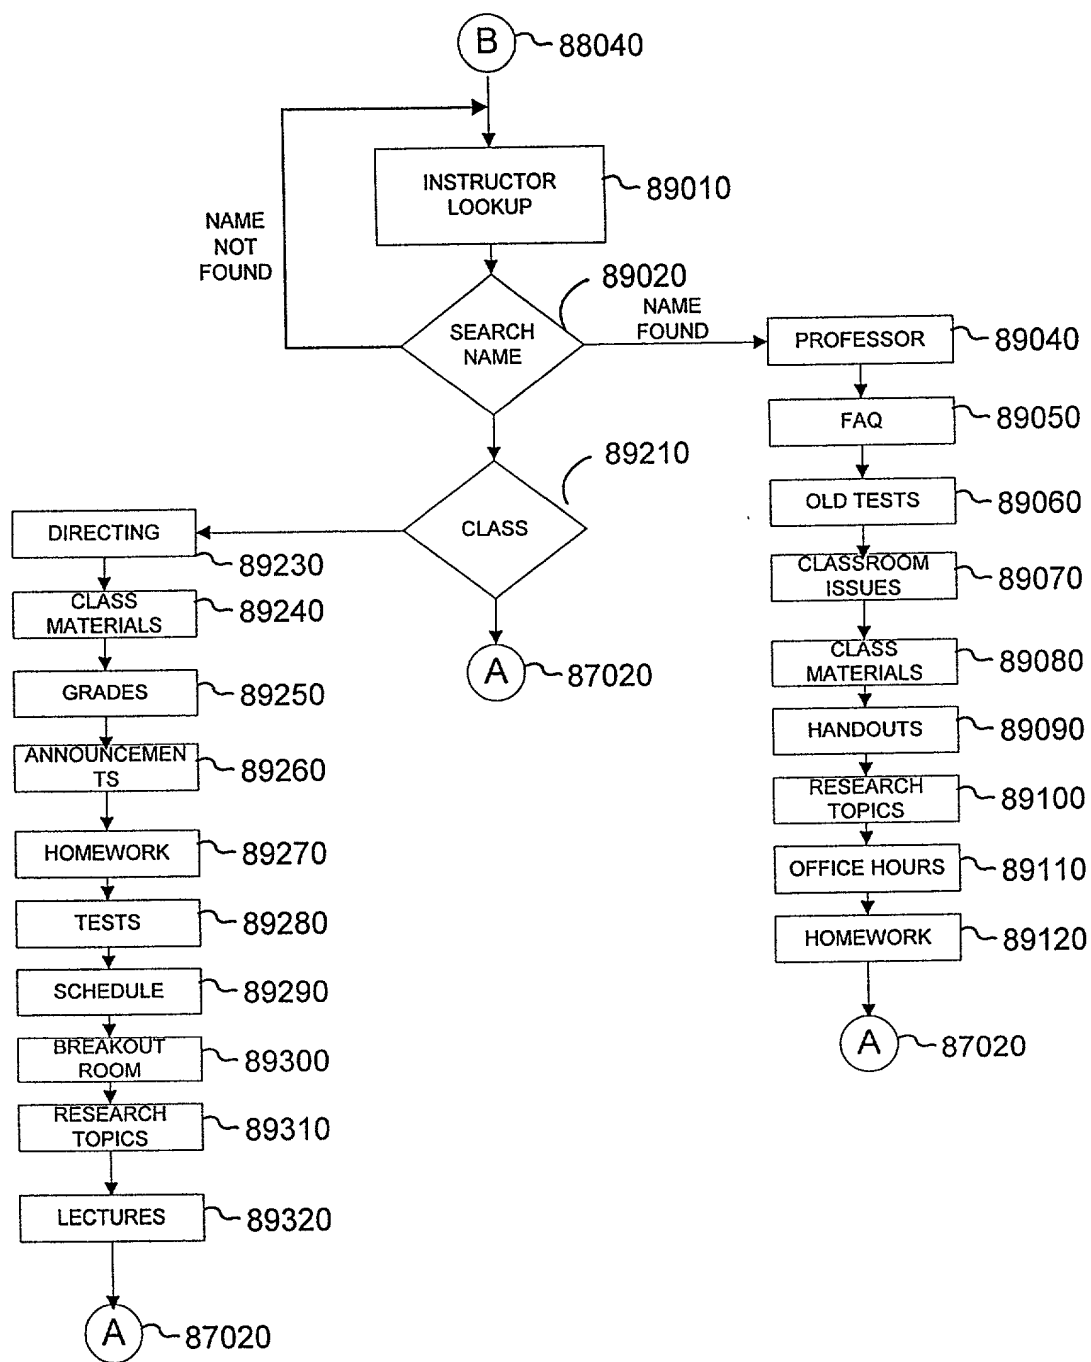 B
88040
INSTRUCTOR
LOOKUP
89010
NAME
NOT
FOUND
89020
SEARCH
NAME
NAME
FOUND
PROFESSOR
89040
FAQ
89050
89210
OLD TESTS
89060
CLASS
DIRECTING
89230
CLASSROOM
ISSUES
89070
CLASS
MATERIALS
89240
CLASS
MATERIALS
89080
A
87020
GRADES
89250
HANDOUTS
89090
ANNOUNCEMEN
TS
89260
RESEARCH
TOPICS
89100
HOMEWORK
89270
OFFICE HOURS
89110
TESTS
89280
HOMEWORK
89120
SCHEDULE
89290
BREAKOUT
ROOM
89300
A
87020
RESEARCH
TOPICS
89310
LECTURES
89320
A
87020